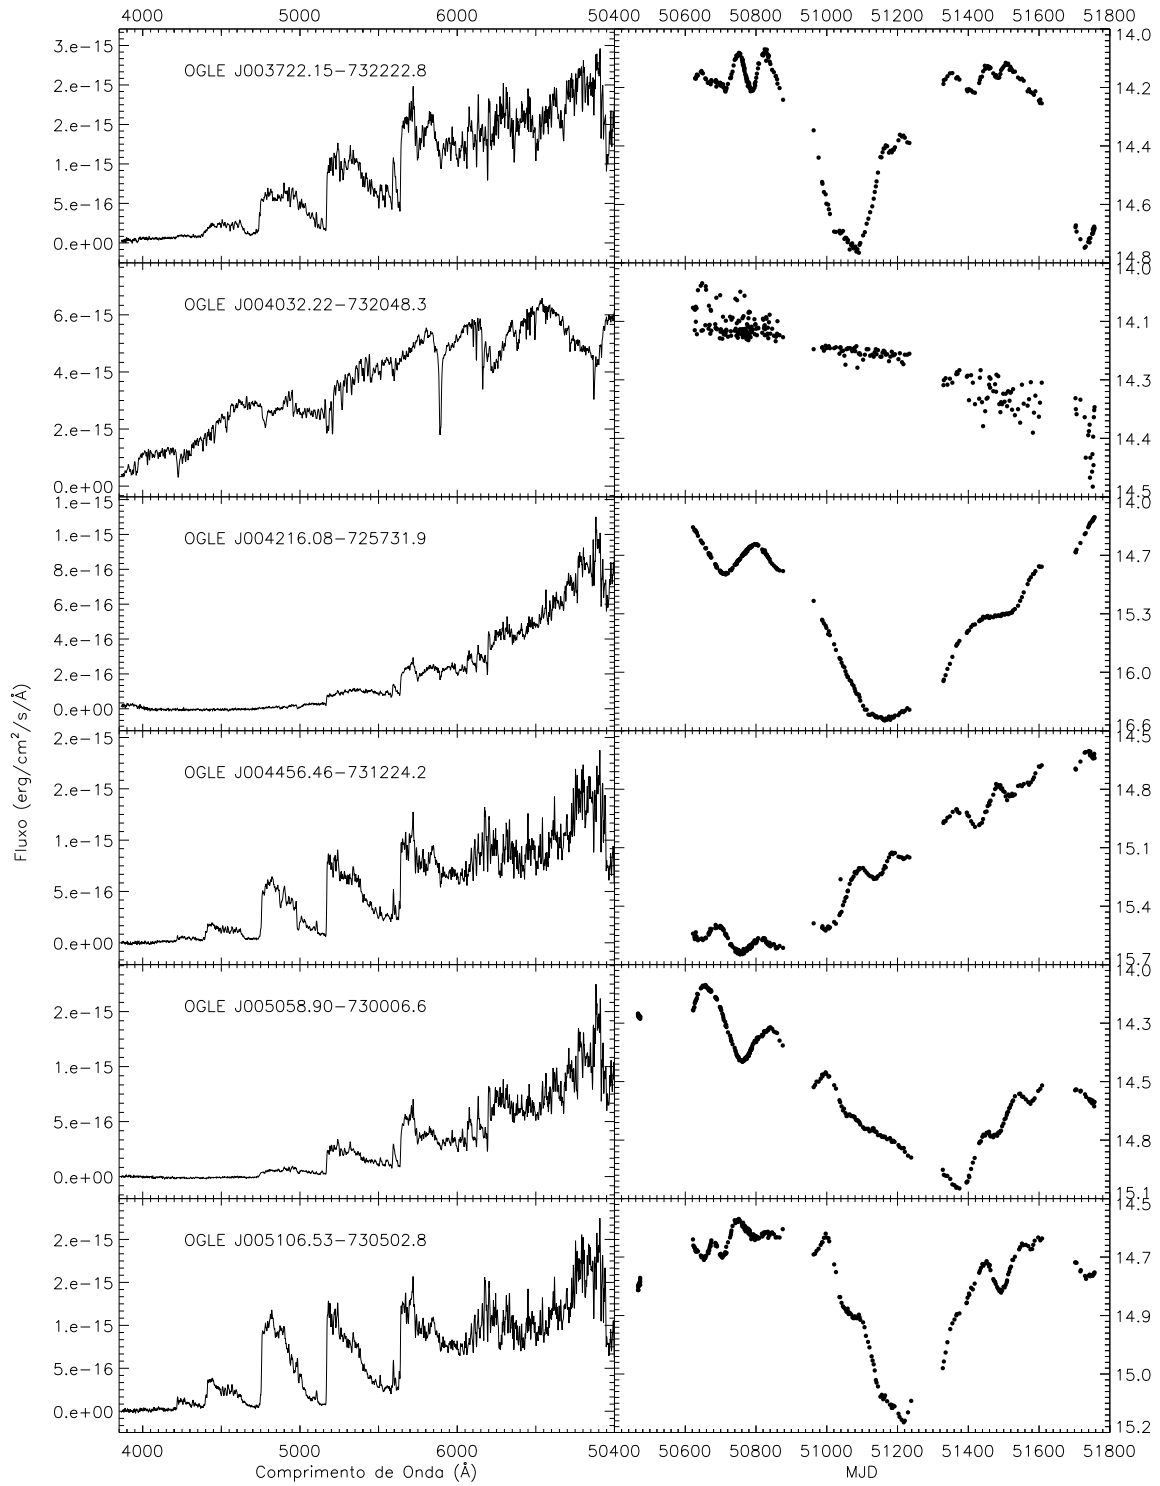 4000 5000 6000 50400 50600 50800 51000 51200 51400 51600 51800
3.e−15 14.0
OGLE J003722.15−732222.8
2.e−15 14.2
2.e−15
14.4
1.e−15
5.e−16 14.6
0.e+00
14.8
14.0
OGLE J004032.22−732048.3
6.e−15 14.1
4.e−15 14.3
2.e−15 14.4
0.e+00 14.5
1.e−15 14.0
1.e−15
OGLE J004216.08−725731.9
8.e−16 14.7
6.e−16 15.3
4.e−16
2.e−16 16.0
0.e+00
16.6
Fluxo (erg/cm²/s/Å)
2.e−15 14.5
OGLE J004456.46−731224.2
2.e−15 14.8
1.e−15 15.1
5.e−16 15.4
0.e+00 15.7
14.0
OGLE J005058.90−730006.6
2.e−15 14.3
1.e−15 14.5
5.e−16 14.8
0.e+00 15.1
14.5
OGLE J005106.53−730502.8
2.e−15 14.7
2.e−15
1.e−15 14.9
5.e−16 15.0
0.e+00 15.2
4000 5000 6000 50400 50600 50800 51000 51200 51400 51600 51800
Comprimento de Onda (Å) MJD